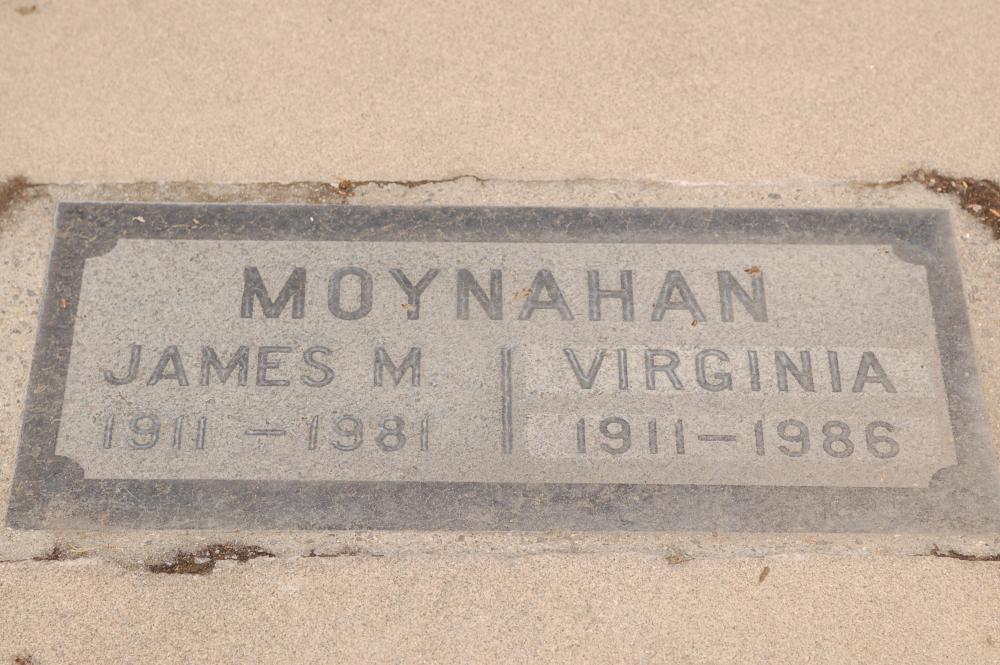 MOYNAHAN
JAMES M | VIRGINIA
1911 – 1981 | 1911–1986